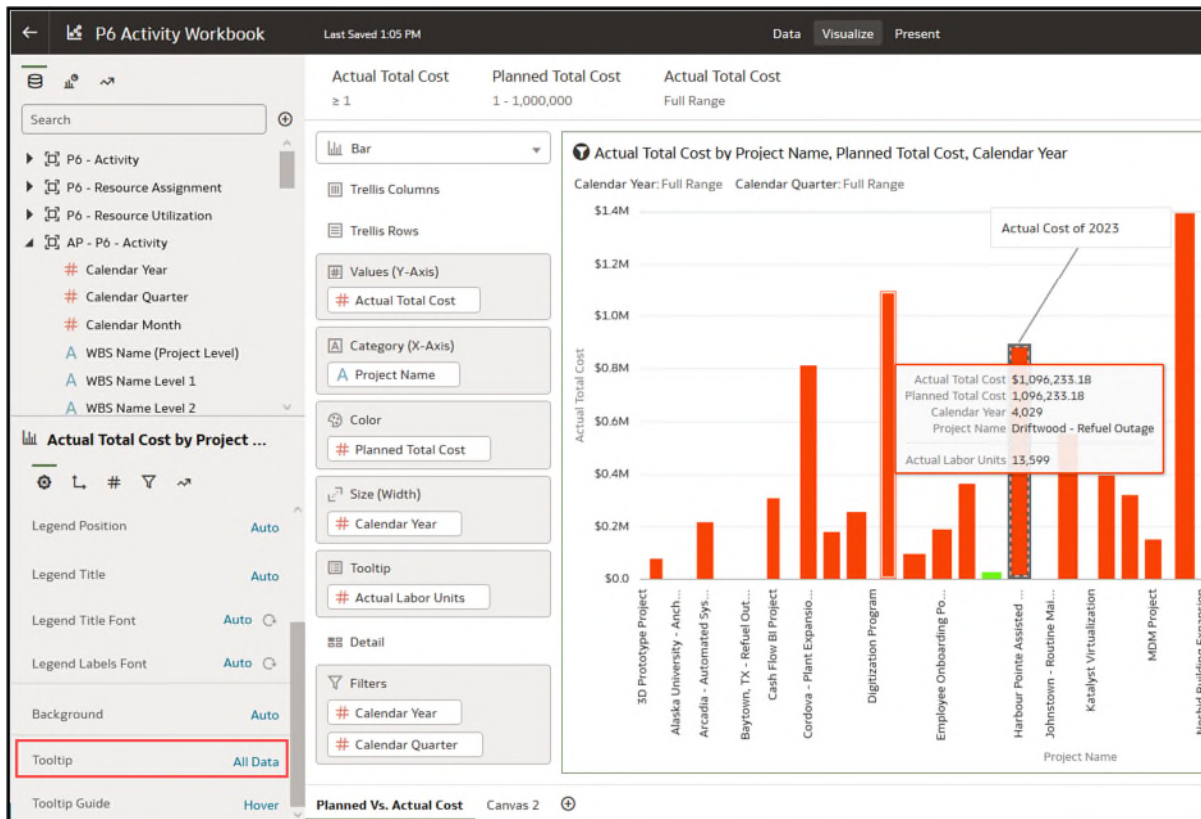 P6 Activity Workbook
Last Saved 1:05 PM
Data
Visualize
Present
Search
P6 - Activity
P6 - Resource Assignment
P6 - Resource Utilization
AP - P6 - Activity
Calendar Year
Calendar Quarter
Calendar Month
WBS Name (Project Level)
WBS Name Level 1
WBS Name Level 2
Actual Total Cost by Project ...
Legend Position Auto
Legend Title Auto
Legend Title Font Auto
Legend Labels Font Auto
Background Auto
Tooltip All Data
Tooltip Guide Hover
Actual Total Cost
≥ 1
Planned Total Cost
1 - 1,000,000
Actual Total Cost
Full Range
Bar
Trellis Columns
Trellis Rows
Values (Y-Axis)
Actual Total Cost
Category (X-Axis)
Project Name
Color
Planned Total Cost
Size (Width)
Calendar Year
Tooltip
Actual Labor Units
Detail
Filters
Calendar Year
Calendar Quarter
Actual Total Cost by Project Name, Planned Total Cost, Calendar Year
Calendar Year: Full Range Calendar Quarter: Full Range
Actual Total Cost
$1.4M
$1.2M
$1.0M
$0.8M
$0.6M
$0.4M
$0.2M
$0.0
Actual Cost of 2023
Actual Total Cost $1,096,233.18
Planned Total Cost 1,096,233.18
Calendar Year 4,029
Project Name Driftwood - Refuel Outage
Actual Labor Units 13,599
3D Prototype Project
Alaska University - Anch...
Arcadia - Automated Sys...
Baytown, TX - Refuel Out...
Cash Flow BI Project
Cordova - Plant Expansio...
Digitization Program
Employee Onboarding Po...
Harbour Pointe Assisted ...
Johnstown - Routine Mai...
Katalyst Virtualization
MDM Project
Building Expansion
Project Name
Planned Vs. Actual Cost
Canvas 2